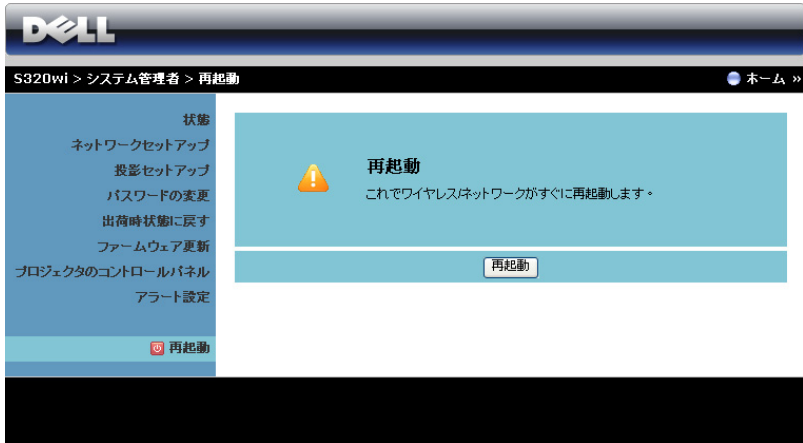 DELL
S320wi > システム管理者 > 再起動
ホーム »
状態
ネットワークセットアップ
投影セットアップ
パスワードの変更
出荷時状態に戻す
ファームウェア更新
プロジェクタのコントロールパネル
アラート設定
再起動
再起動
これでワイヤレス/ネットワークがすぐに再起動します。
再起動